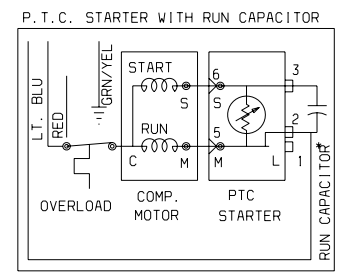 P.T.C. STARTER WITH RUN CAPACITOR
LT. BLU
RED
GRN/YEL
START
S
6
S
3
RUN
C
M
5
M
2
L
1
OVERLOAD
COMP.
MOTOR
PTC
STARTER
RUN CAPACITOR*